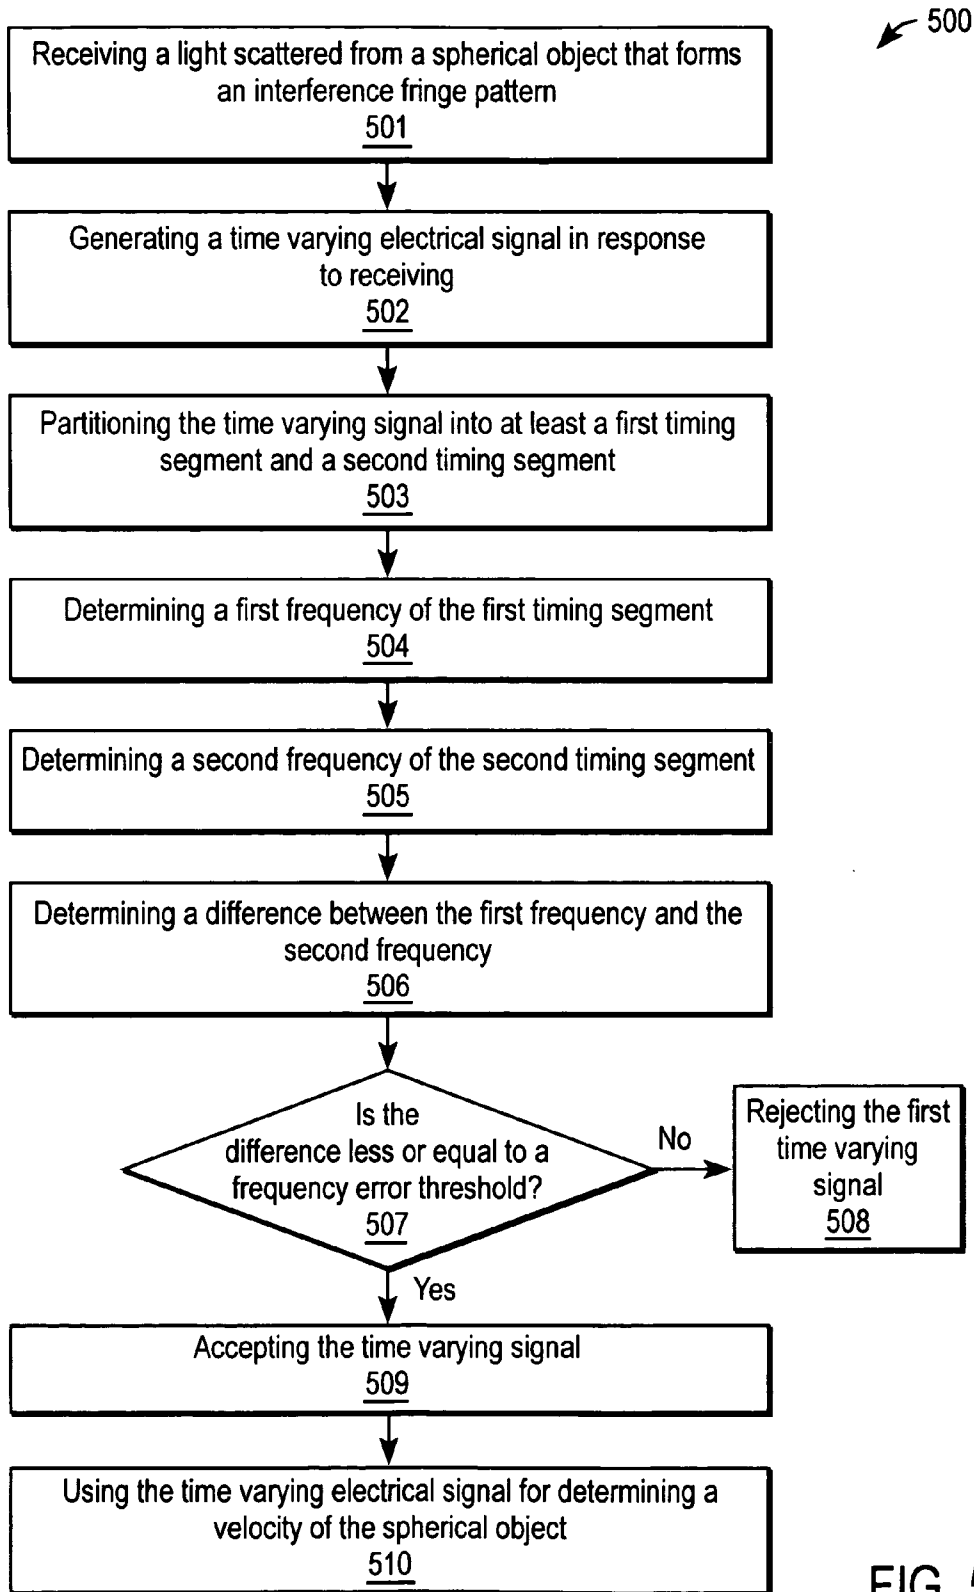 500
Receiving a light scattered from a spherical object that forms
an interference fringe pattern
501
Generating a time varying electrical signal in response
to receiving
502
Partitioning the time varying signal into at least a first timing
segment and a second timing segment
503
Determining a first frequency of the first timing segment
504
Determining a second frequency of the second timing segment
505
Determining a difference between the first frequency and the
second frequency
506
Is the
difference less or equal to a
frequency error threshold?
507
No
Rejecting the first
time varying
signal
508
Yes
Accepting the time varying signal
509
Using the time varying electrical signal for determining a
velocity of the spherical object
510
FIG.